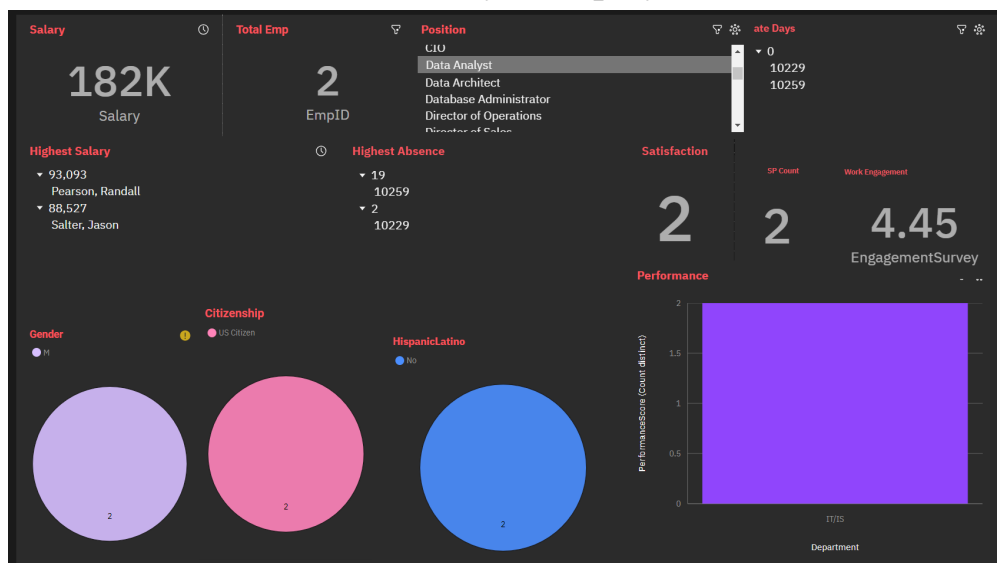 Salary
182K
Salary
Total Emp
2
EmpID
Position
CIO
Data Analyst
Data Architect
Database Administrator
Director of Operations
Director of Sales
ate Days
0
10229
10259
Highest Salary
93,093
Pearson, Randall
88,527
Salter, Jason
Highest Absence
19
10259
2
10229
Satisfaction
2
SP Count
2
Work Engagement
4.45
EngagementSurvey
Gender
M
2
Citizenship
US Citizen
2
HispanicLatino
No
2
Performance
PerformanceScore (Count distinct)
2
1.5
1
0.5
0
IT/IS
Department